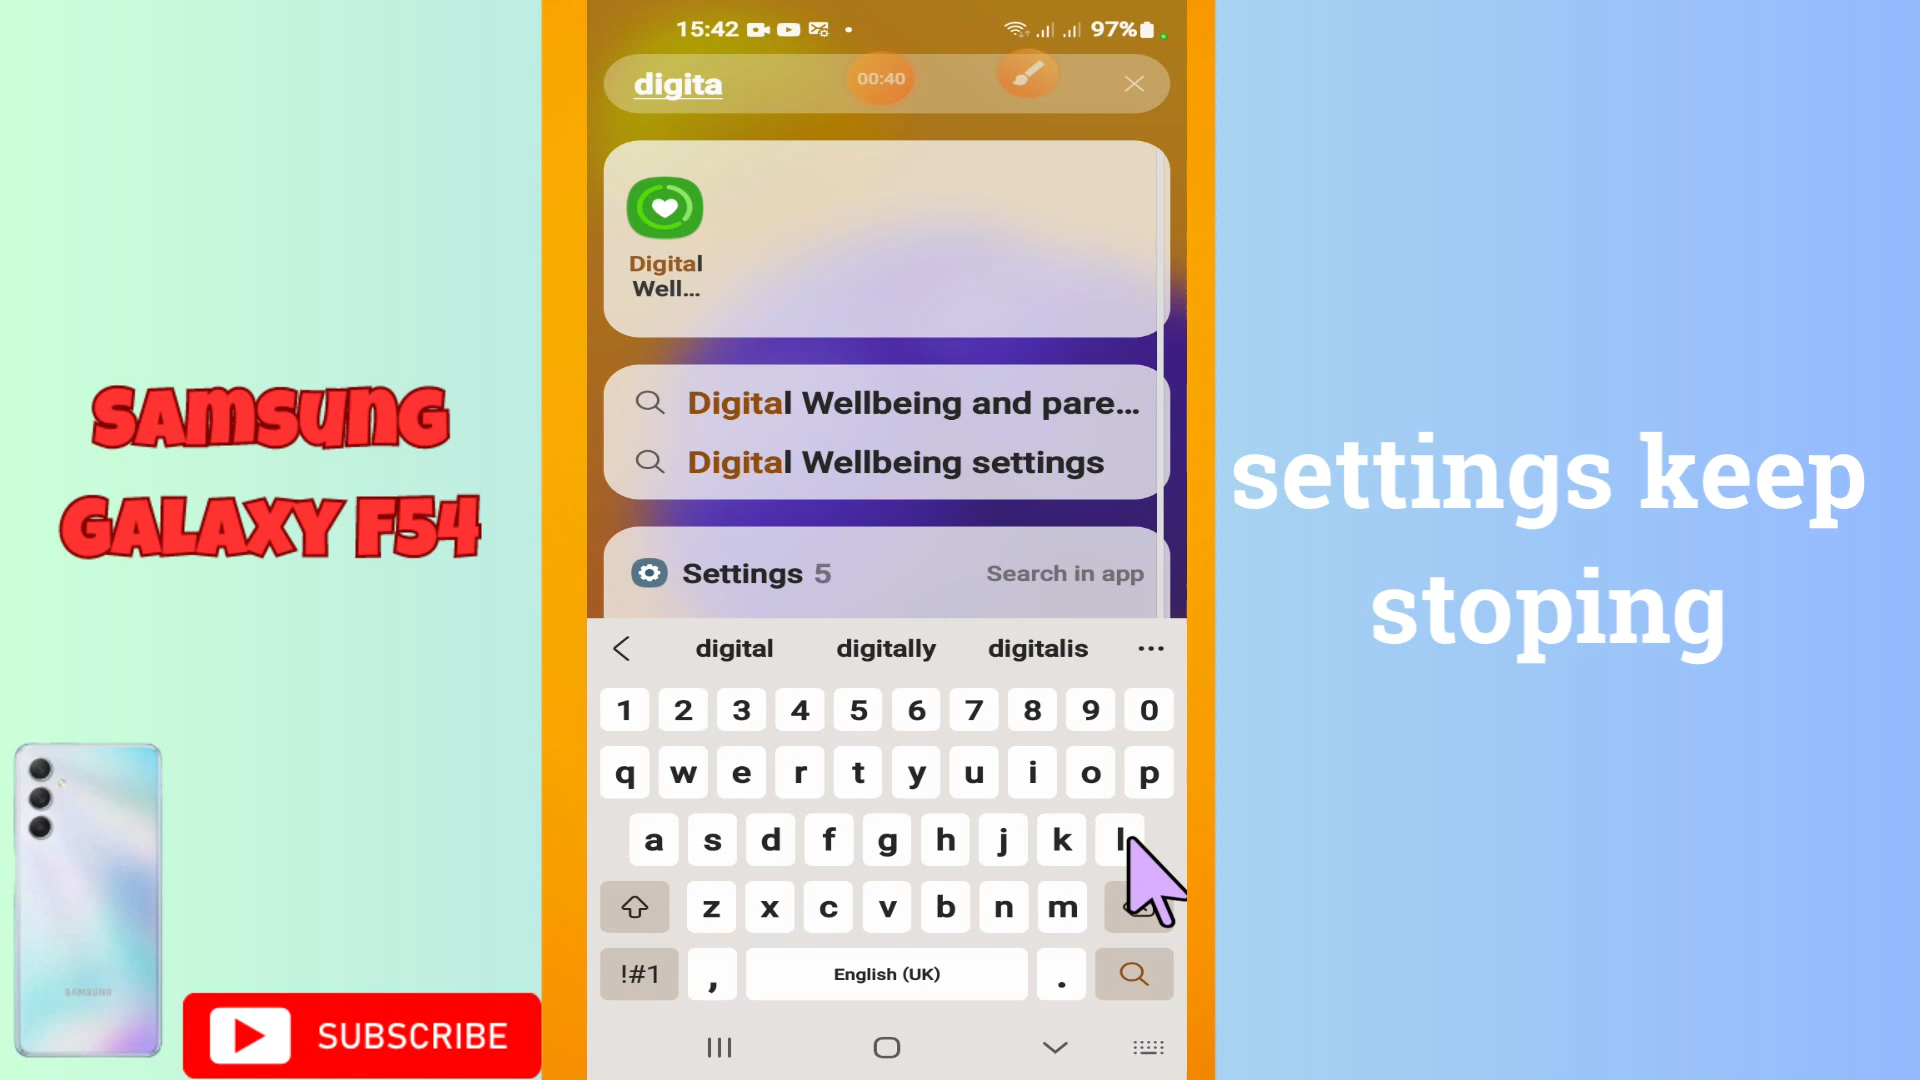 15:42
97%
digita
00:40
Digital
Well...
Digital Wellbeing and pare...
Digital Wellbeing settings
Settings 5 Search in app
digital digitally digitalis
1 2 3 4 5 6 7 8 9 0
q w e r t y u i o p
a s d f g h j k l
z x c v b n m
!#1 , English (UK) .
SAMSUNG
GALAXY F54
SAMSUNG
SUBSCRIBE
settings keep
stoping